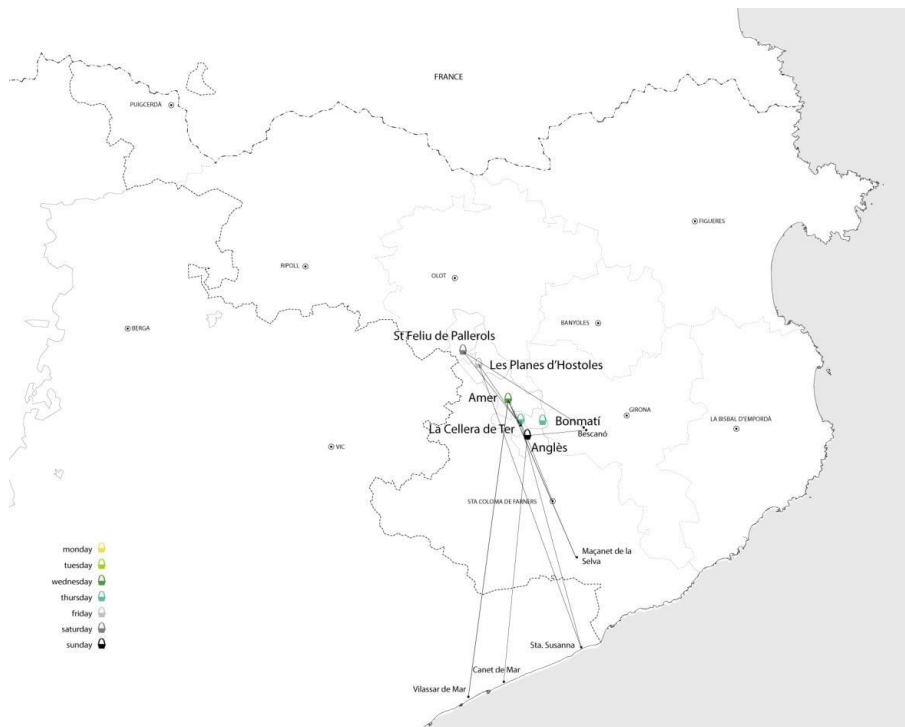 FRANCE
PUIGCERDÀ
FIGUERES
RIPOLL
OLOT
BANYOLES
BERGA
St Feliu de Pallerols
Les Planes d'Hostoles
Amer
GIRONA
LA BISBAL D'EMPORDÀ
Bonmatí
La Cellera de Ter
Bescanó
Anglès
VIC
STA COLOMA DE FARNERS
Maçanet de la
Selva
monday
tuesday
wednesday
thursday
friday
saturday
sunday
Sta. Susanna
Canet de Mar
Vilassar de Mar